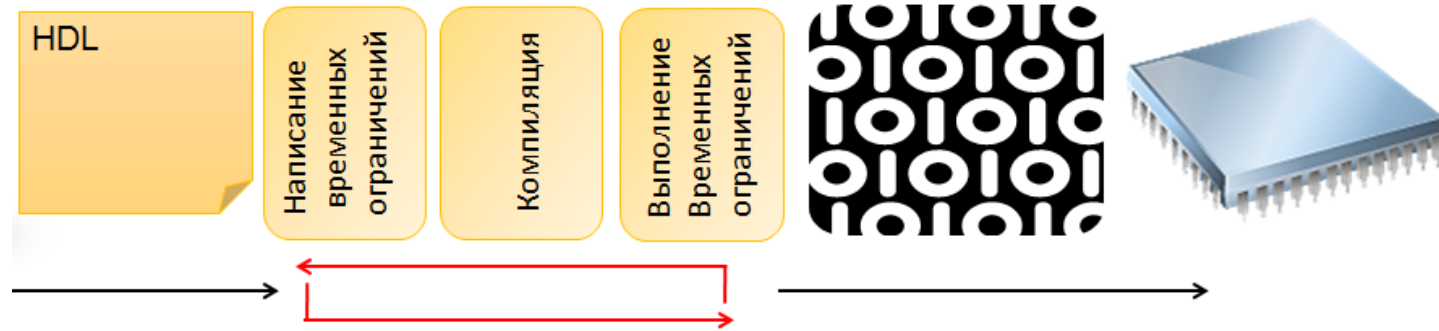 HDL
Написание
временных
ограничений
Компиляция
Выполнение
Временных
ограничений